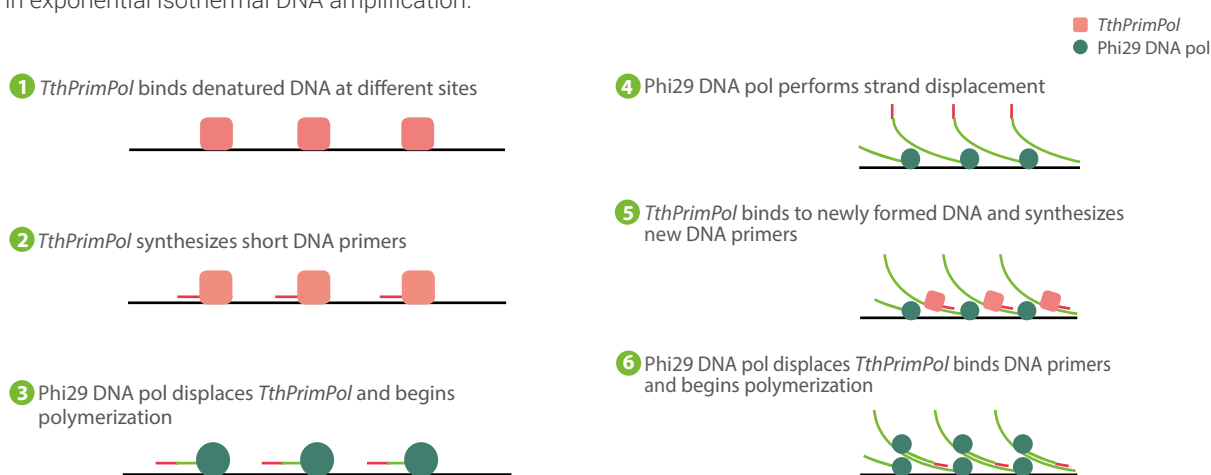 in exponential isothermal DNA amplification.
TthPrimPol
Phi29 DNA pol
1 TthPrimPol binds denatured DNA at different sites
2 TthPrimPol synthesizes short DNA primers
3 Phi29 DNA pol displaces TthPrimPol and begins
polymerization
4 Phi29 DNA pol performs strand displacement
5 TthPrimPol binds to newly formed DNA and synthesizes
new DNA primers
6 Phi29 DNA pol displaces TthPrimPol binds DNA primers
and begins polymerization